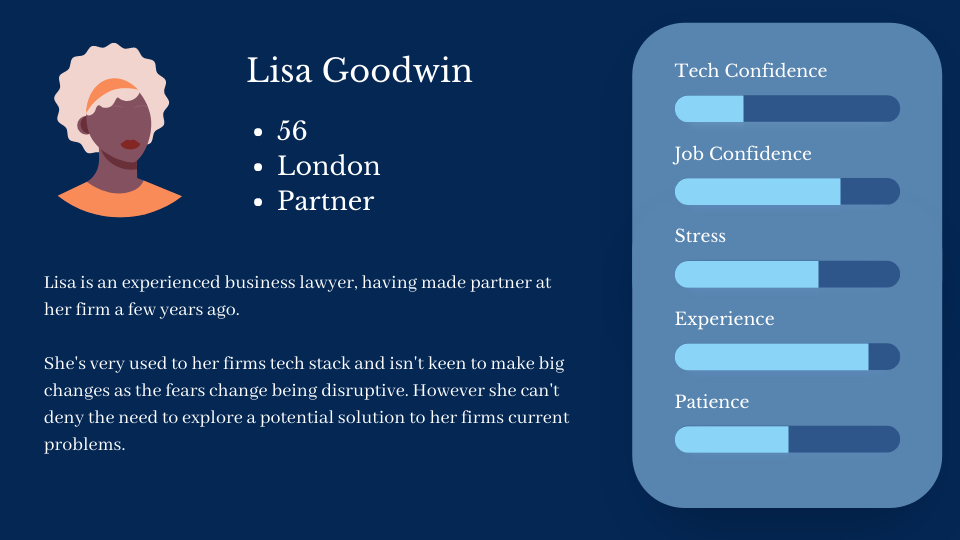 Lisa Goodwin
56
London
Partner
Lisa is an experienced business lawyer, having made partner at
her firm a few years ago.
She's very used to her firms tech stack and isn't keen to make big
changes as the fears change being disruptive. However she can't
deny the need to explore a potential solution to her firms current
problems.
Tech Confidence
Job Confidence
Stress
Experience
Patience